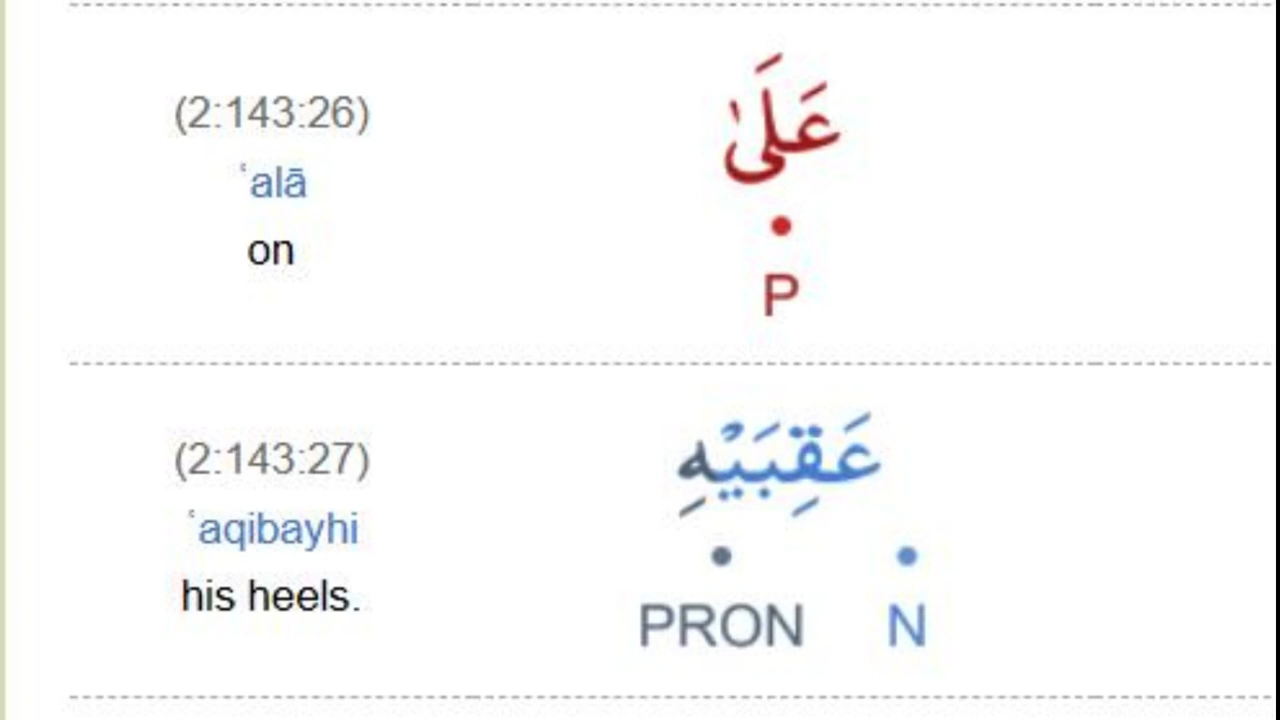 (2:143:26)
ʿalā
on
عَلَىٰ
P
(2:143:27)
ʿaqibayhi
his heels.
عَقِبَيْهِ
PRON N